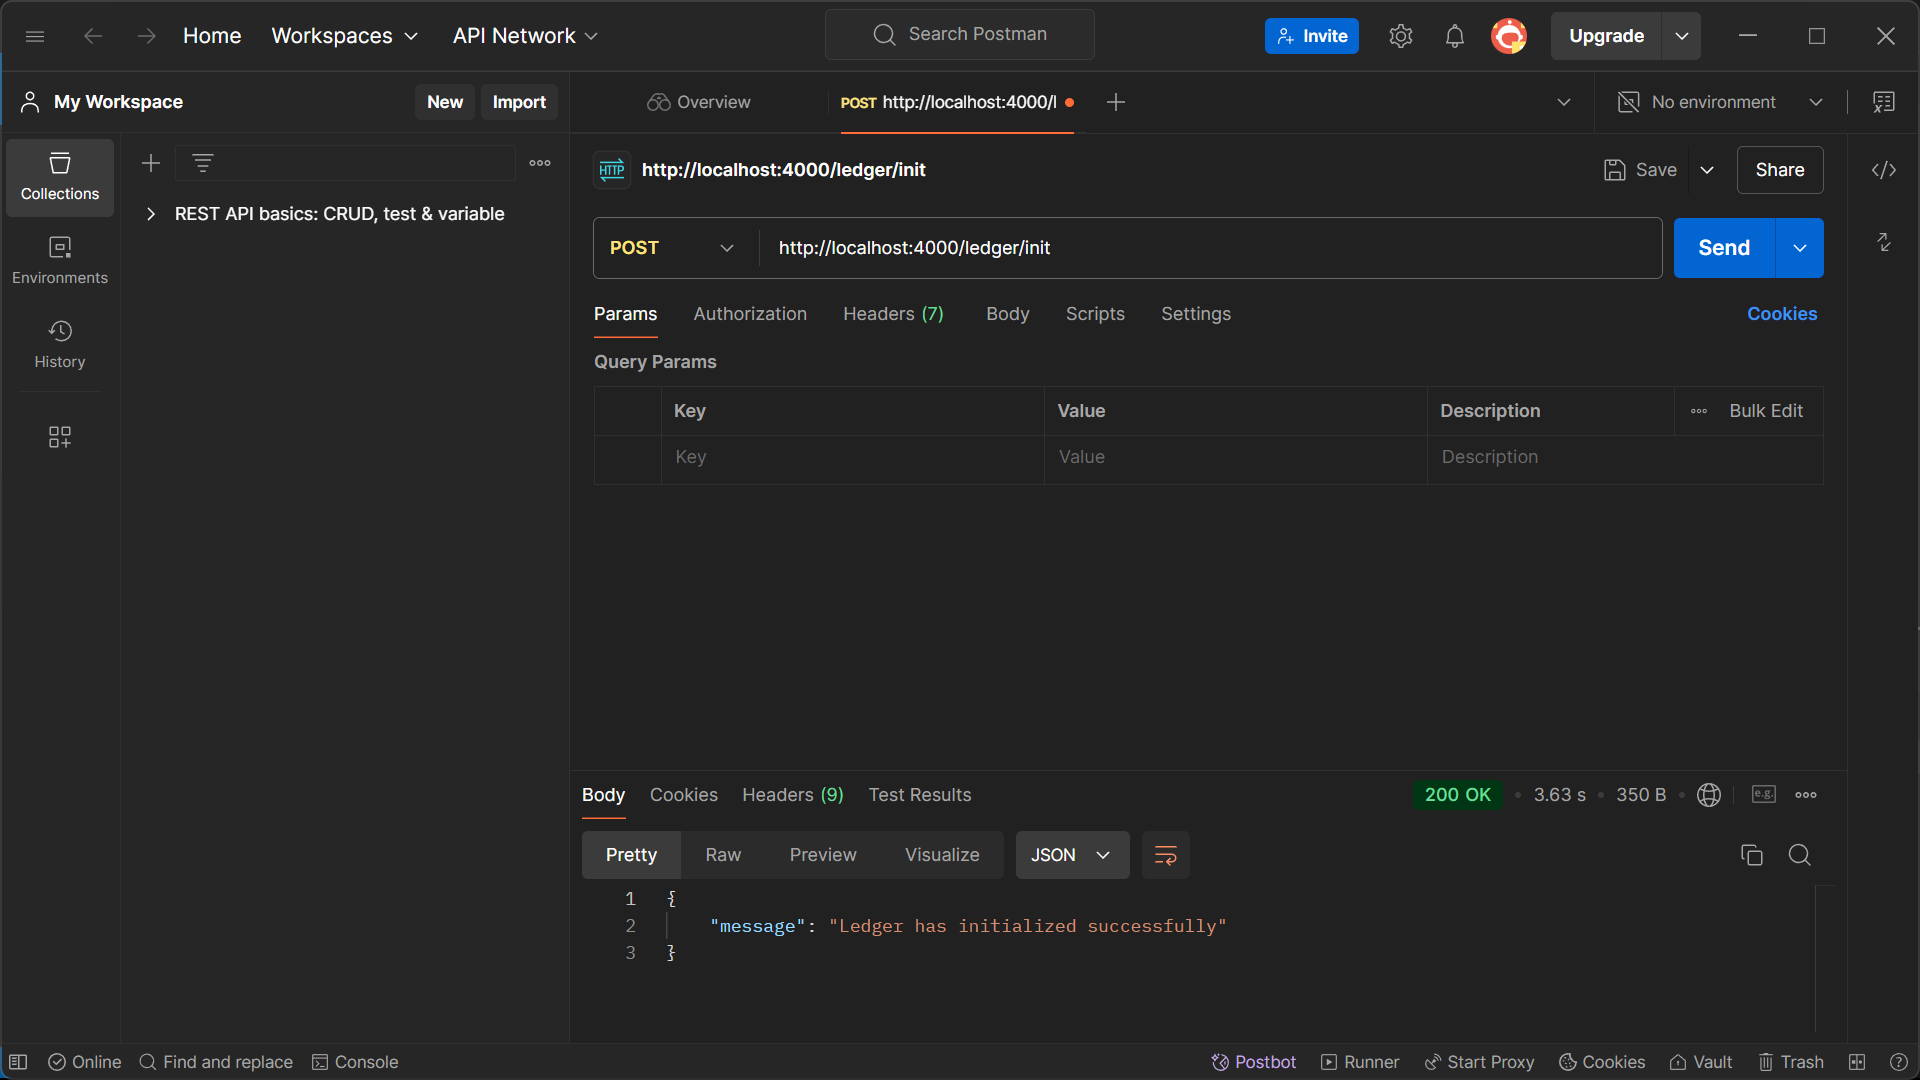 Home Workspaces API Network Search Postman Invite Upgrade
My Workspace New Import
Overview POST http://localhost:4000/l No environment
Collections
Environments
History
REST API basics: CRUD, test & variable
HTTP http://localhost:4000/ledger/init Save Share
POST http://localhost:4000/ledger/init Send
Params Authorization Headers (7) Body Scripts Settings Cookies
Query Params
Key Value Description Bulk Edit
Key Value Description
Body Cookies Headers (9) Test Results 200 OK 3.63 s 350 B e.g.
Pretty Raw Preview Visualize JSON
1 {
2 "message": "Ledger has initialized successfully"
3 }
Online Find and replace Console Postbot Runner Start Proxy Cookies Vault Trash